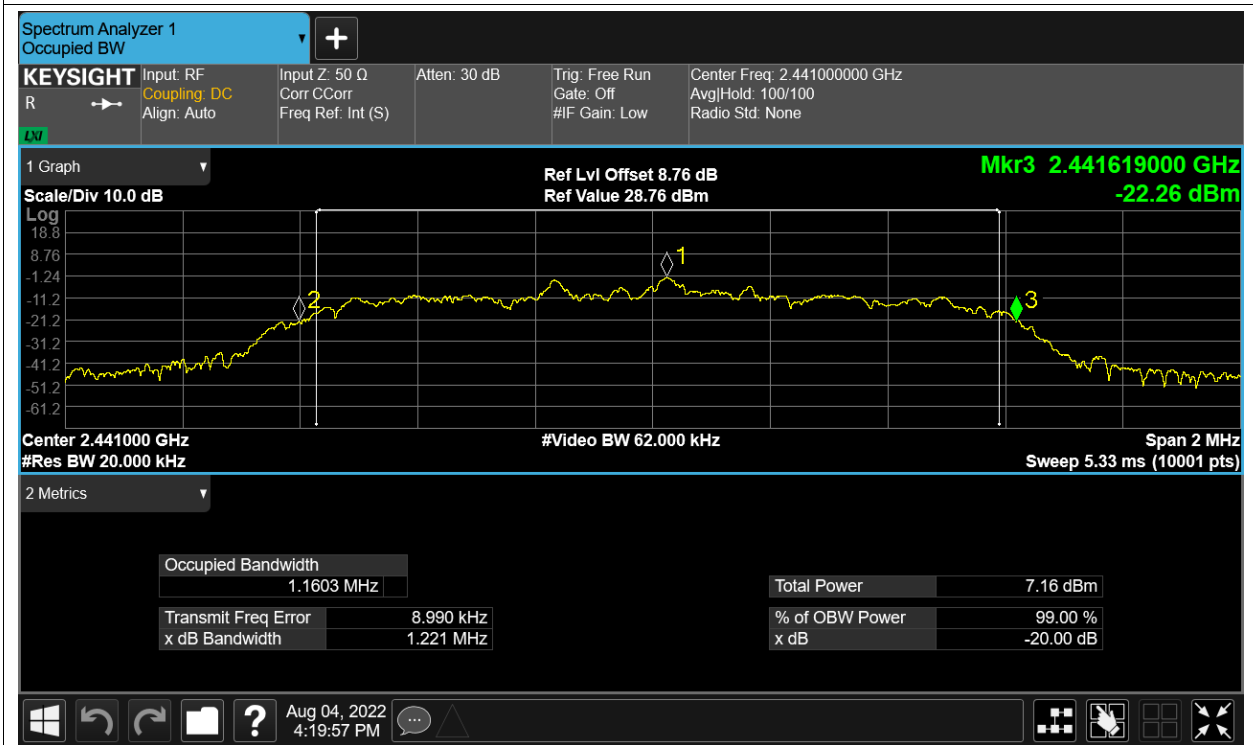 Spectrum Analyzer 1
Occupied BW
KEYSIGHT
R
LXI
Input: RF
Coupling: DC
Align: Auto
Input Z: 50 Ω
Corr CCorr
Freq Ref: Int (S)
Atten: 30 dB
Trig: Free Run
Gate: Off
#IF Gain: Low
Center Freq: 2.441000000 GHz
Avg|Hold: 100/100
Radio Std: None
1 Graph
Scale/Div 10.0 dB
Ref Lvl Offset 8.76 dB
Ref Value 28.76 dBm
Mkr3 2.441619000 GHz
-22.26 dBm
Log
18.8
8.76
-1.24
-11.2
-21.2
-31.2
-41.2
-51.2
-61.2
1
2
3
Center 2.441000 GHz
#Video BW 62.000 kHz
Span 2 MHz
#Res BW 20.000 kHz
Sweep 5.33 ms (10001 pts)
2 Metrics
Occupied Bandwidth
1.1603 MHz
Transmit Freq Error 8.990 kHz
x dB Bandwidth 1.221 MHz
Total Power 7.16 dBm
% of OBW Power 99.00 %
x dB -20.00 dB
?
Aug 04, 2022
4:19:57 PM